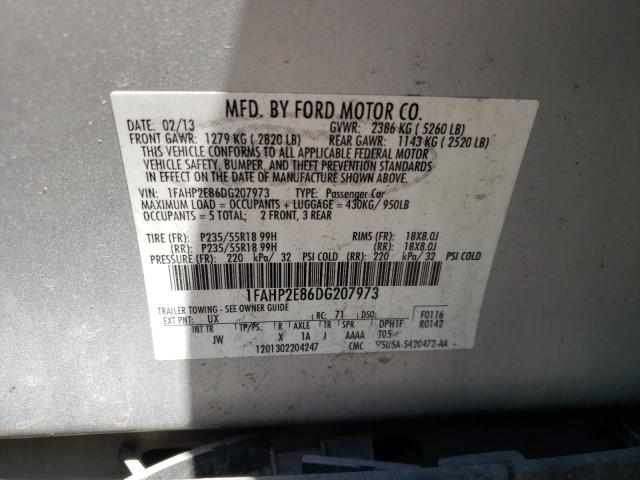 MFD. BY FORD MOTOR CO.
DATE: 02/13 GVWR: 2386 KG ( 5260 LB)
FRONT GAWR: 1279 KG ( 2820 LB) REAR GAWR: 1143 KG ( 2520 LB)
THIS VEHICLE CONFORMS TO ALL APPLICABLE FEDERAL MOTOR
VEHICLE SAFETY, BUMPER, AND THEFT PREVENTION STANDARDS
IN EFFECT ON THE DATE OF MANUFACTURE SHOWN ABOVE.
VIN: 1FAHP2E86DG207973 TYPE: Passenger Car
MAXIMUM LOAD = OCCUPANTS + LUGGAGE = 430KG/ 950LB
OCCUPANTS = 5 TOTAL; 2 FRONT, 3 REAR
TIRE (FR): P235/55R18 99H RIMS (FR): 18X8.0J
(RR): P235/55R18 99H (RR): 18X8.0J
PRESSURE (FR): 220 kPa/ 32 PSI COLD (RR): 220 kPa/ 32 PSI COLD
1FAHP2E86DG207973
TRAILER TOWING - SEE OWNER GUIDE F0116
EXT PNT: UX RC: 71 DSO: R0142
INT TR TP/PS R AXLE TR SPR DPH1F
JW X 1A J AAAA T05
1201302204247 CMC 5U5A-5420472-AA